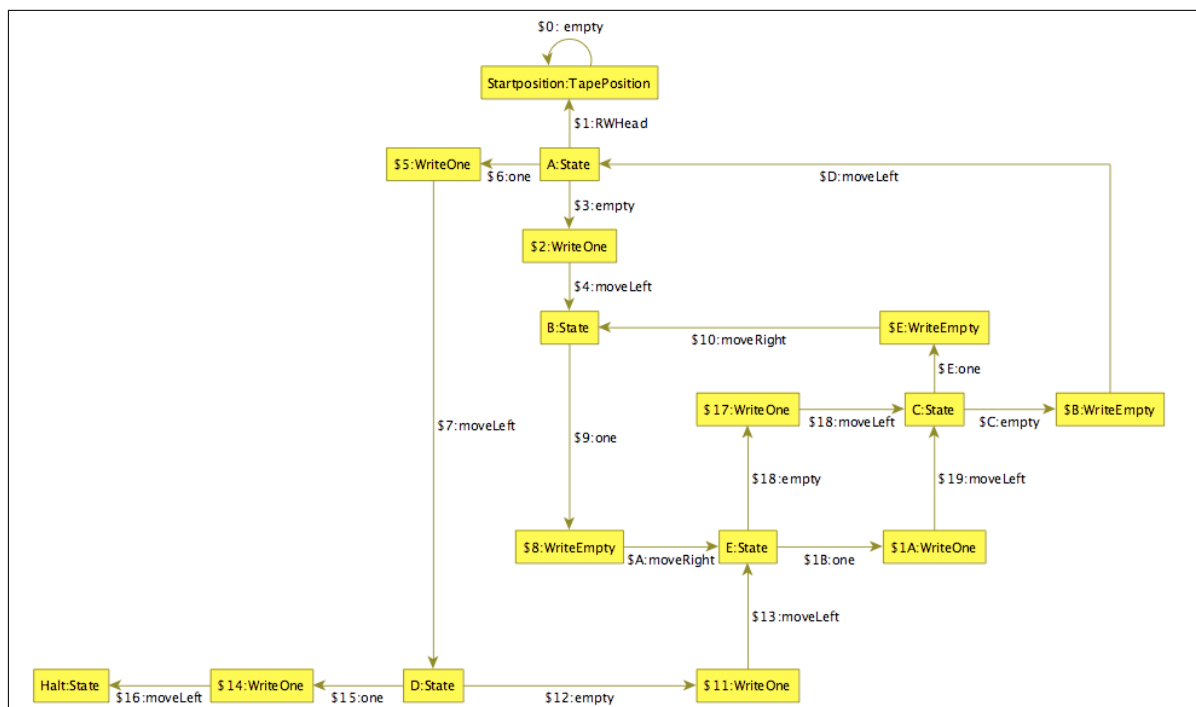 $0: empty
Startposition:TapePosition
$1:RWHead
$5:WriteOne
$6:one
A:State
$D:moveLeft
$3:empty
$2:WriteOne
$4:moveLeft
B:State
$10:moveRight
$E:WriteEmpty
$E:one
$17:WriteOne
$18:moveLeft
C:State
$C:empty
$B:WriteEmpty
$7:moveLeft
$9:one
$18:empty
$19:moveLeft
$8:WriteEmpty
$A:moveRight
E:State
$1B:one
$1A:WriteOne
$13:moveLeft
Halt:State
$16:moveLeft
$14:WriteOne
$15:one
D:State
$12:empty
$11:WriteOne